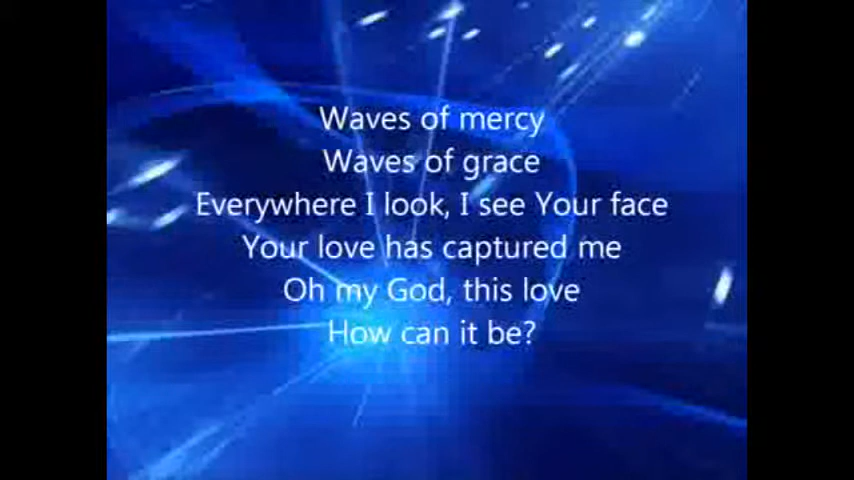 Waves of mercy
Waves of grace
Everywhere I look, I see Your face
Your love has captured me
Oh my God, this love
How can it be?